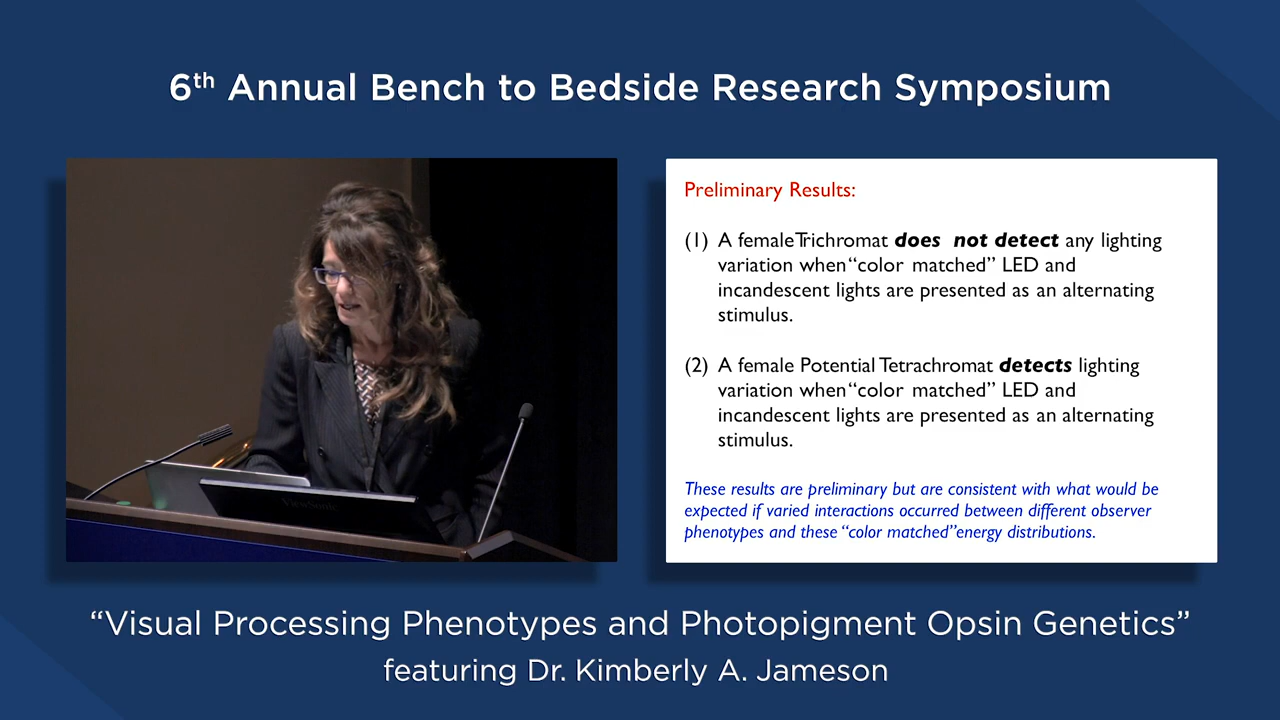 6th Annual Bench to Bedside Research Symposium
Preliminary Results:
(1) A female Trichromat does not detect any lighting
variation when “color matched” LED and
incandescent lights are presented as an alternating
stimulus.
(2) A female Potential Tetrachromat detects lighting
variation when “color matched” LED and
incandescent lights are presented as an alternating
stimulus.
These results are preliminary but are consistent with what would be
expected if varied interactions occurred between different observer
phenotypes and these “color matched”energy distributions.
ViewSonic
“Visual Processing Phenotypes and Photopigment Opsin Genetics”
featuring Dr. Kimberly A. Jameson